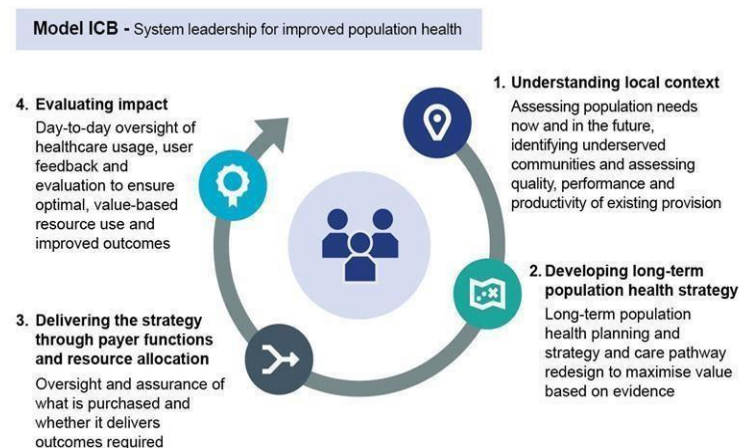 Model ICB - System leadership for improved population health
1. Understanding local context
Assessing population needs
now and in the future,
identifying underserved
communities and assessing
quality, performance and
productivity of existing provision
2. Developing long-term
population health strategy
Long-term population
health planning and
strategy and care pathway
redesign to maximise value
based on evidence
3. Delivering the strategy
through payer functions
and resource allocation
Oversight and assurance of
what is purchased and
whether it delivers
outcomes required
4. Evaluating impact
Day-to-day oversight of
healthcare usage, user
feedback and
evaluation to ensure
optimal, value-based
resource use and
improved outcomes